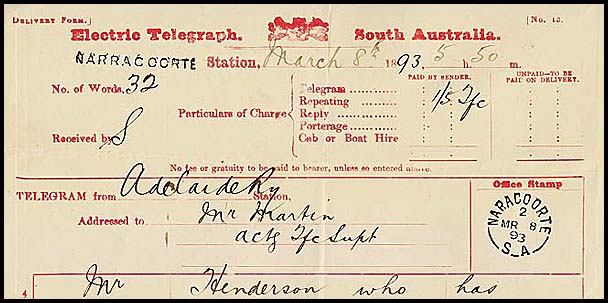 DELIVERY FORM.] [No. 13.
Electric Telegraph. South Australia.
NARRACOORTE Station, March 8th 1893, 5 h. 50 m.
No. of Words, 32
Received by S
Particulars of Charge
PAID BY SENDER. UNPAID—TO BE PAID ON DELIVERY.
Telegram
Repeating 1/5 Tfc
Reply
Porterage
Cab or Boat Hire
No fee or gratuity to be paid to bearer, unless so entered above.
TELEGRAM from Adelaide Ry Station,
Addressed to Mr Martin
actg Tfc Supt
Office Stamp
NARACOORTE
2
MR 8
93
S_A
4 Mr Henderson who has